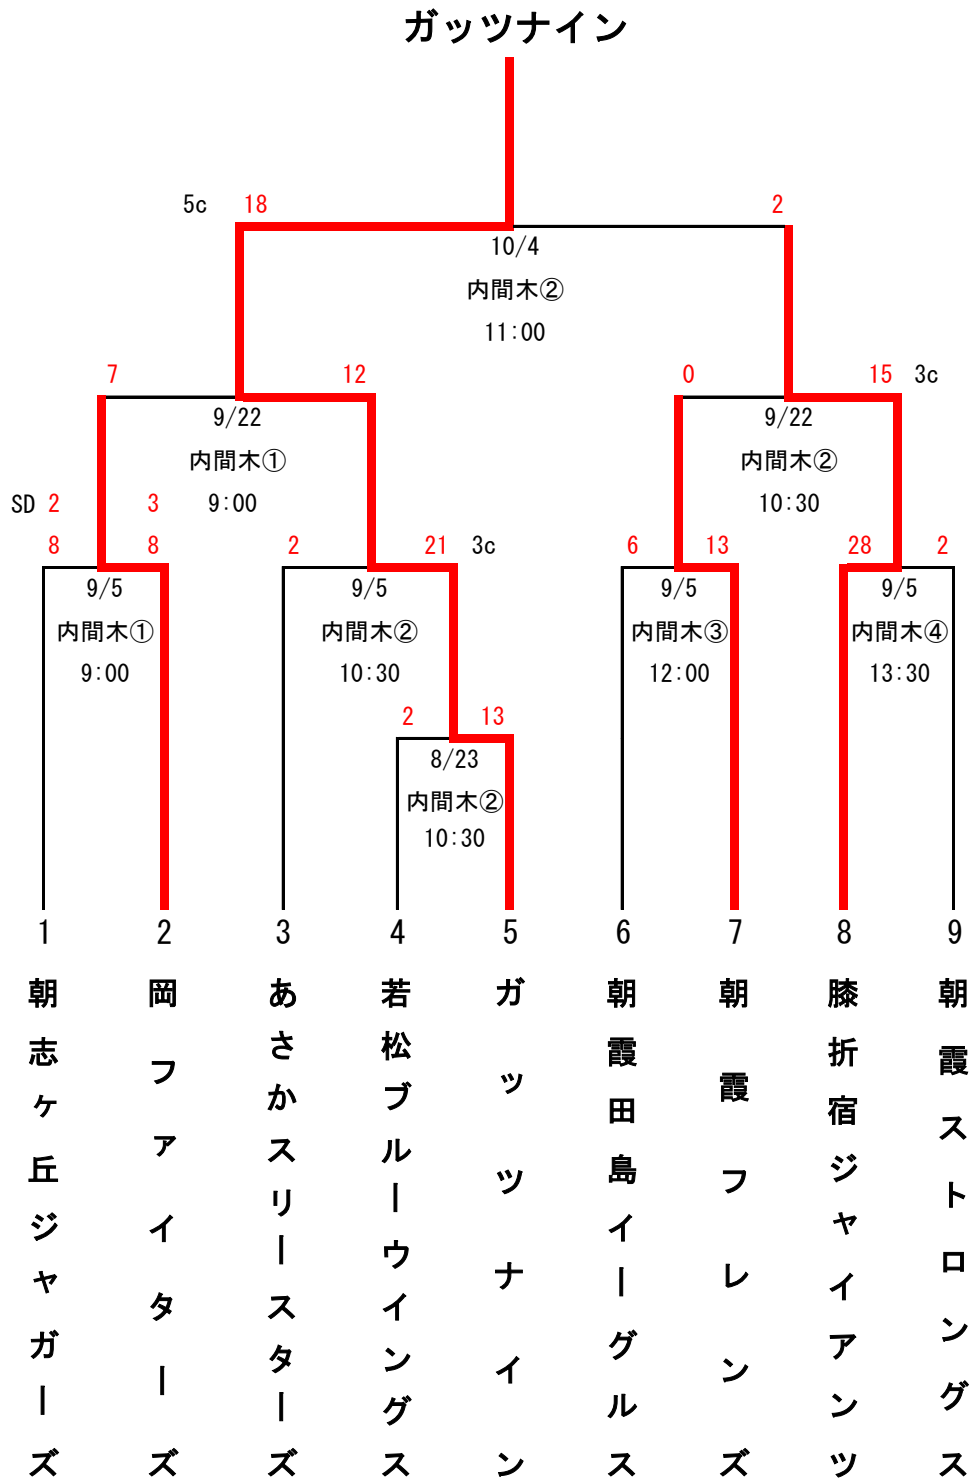 ガッツナイン
5c 18 2
10/4
内間木②
11:00
7 12 0 15 3c
9/22 9/22
内間木① 内間木②
9:00 10:30
SD 2 3
8 8 2 21 3c 6 13 28 2
9/5 9/5 9/5 9/5
内間木① 内間木② 内間木③ 内間木④
9:00 10:30 12:00 13:30
2 13
8/23
内間木②
10:30
1 2 3 4 5 6 7 8 9
朝志ヶ丘ジャガーズ
岡ファイターズ
あさかスリースターズ
若松ブルーウイングス
ガッツナイン
朝霞田島イーグルス
朝霞フレンズ
膝折宿ジャイアンツ
朝霞ストロングス